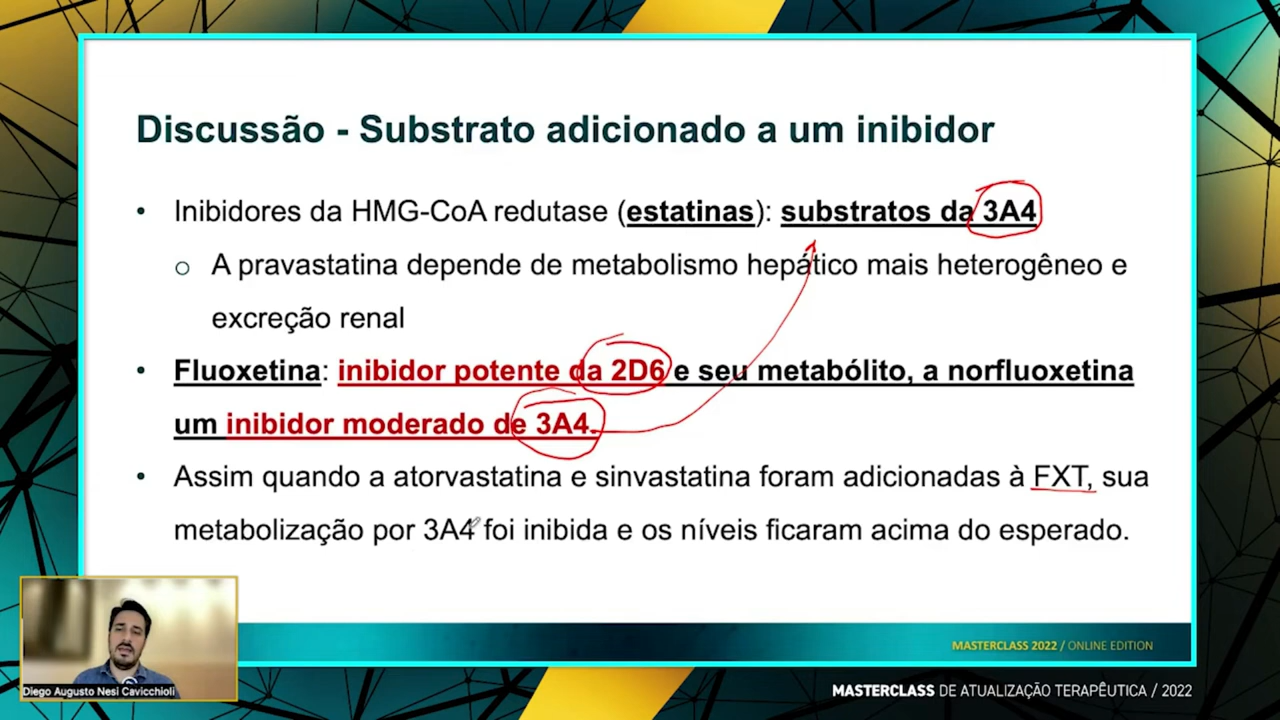 Discussão - Substrato adicionado a um inibidor
• Inibidores da HMG-CoA redutase (estatinas): substratos da 3A4
o A pravastatina depende de metabolismo hepático mais heterogêneo e
excreção renal
• Fluoxetina: inibidor potente da 2D6 e seu metabólito, a norfluoxetina
um inibidor moderado de 3A4.
• Assim quando a atorvastatina e sinvastatina foram adicionadas à FXT, sua
metabolização por 3A4 foi inibida e os níveis ficaram acima do esperado.
MASTERCLASS 2022 / ONLINE EDITION
Diego Augusto Nesi Cavicchioli
MASTERCLASS DE ATUALIZAÇÃO TERAPÊUTICA / 2022